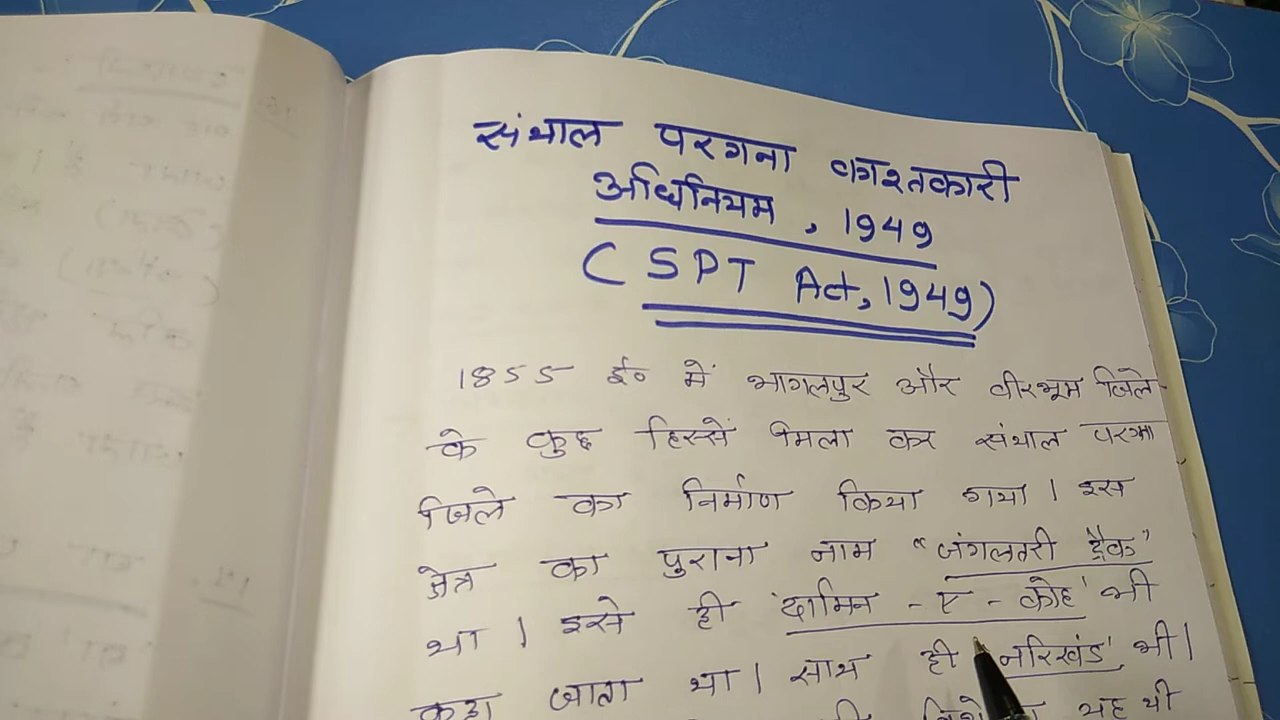 संथाल परगना काश्तकारी
अधिनियम , 1949
( SPT Act, 1949)
1855 ई० में भागलपुर और वीरभूम जिले
के कुछ हिस्सें मिला कर संथाल परगना
जिले का निर्माण किया गया । इस
क्षेत्र का पुराना नाम "जंगलतरी ट्रैक"
था । इसे ही 'दामिन - ए - कोह' भी
कहा जाता था । साथ ही नरिखंड' भी ।
यह थी